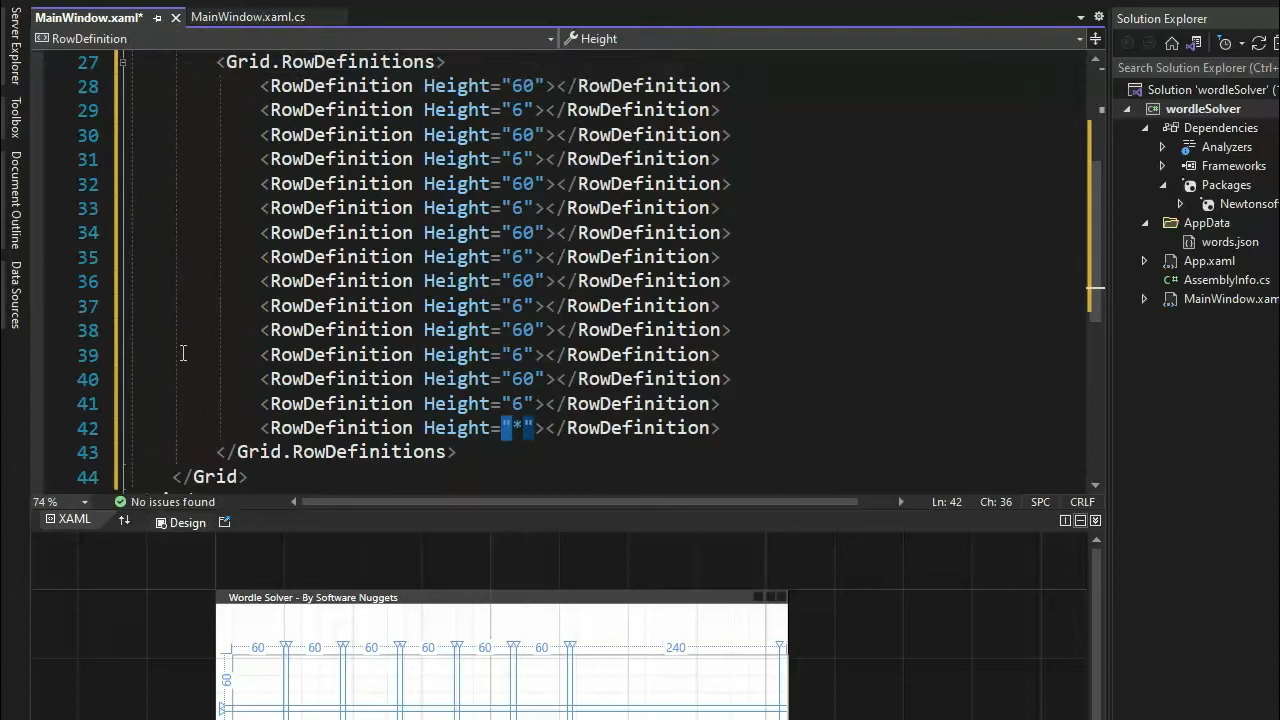 MainWindow.xaml*
MainWindow.xaml.cs
RowDefinition
Height
Server Explorer
Toolbox
Document Outline
Data Sources
27 <Grid.RowDefinitions>
28 <RowDefinition Height="60"></RowDefinition>
29 <RowDefinition Height="6"></RowDefinition>
30 <RowDefinition Height="60"></RowDefinition>
31 <RowDefinition Height="6"></RowDefinition>
32 <RowDefinition Height="60"></RowDefinition>
33 <RowDefinition Height="6"></RowDefinition>
34 <RowDefinition Height="60"></RowDefinition>
35 <RowDefinition Height="6"></RowDefinition>
36 <RowDefinition Height="60"></RowDefinition>
37 <RowDefinition Height="6"></RowDefinition>
38 <RowDefinition Height="60"></RowDefinition>
39 <RowDefinition Height="6"></RowDefinition>
40 <RowDefinition Height="60"></RowDefinition>
41 <RowDefinition Height="6"></RowDefinition>
42 <RowDefinition Height="*"></RowDefinition>
43 </Grid.RowDefinitions>
44 </Grid>
74 % No issues found Ln: 42 Ch: 36 SPC CRLF
XAML Design
Wordle Solver - By Software Nuggets
60 60 60 60 60 60 240
60
Solution Explorer
Search Solution Explorer (Ctrl+
Solution 'wordleSolver' (
wordleSolver
Dependencies
Analyzers
Frameworks
Packages
Newtonsof
AppData
words.json
App.xaml
AssemblyInfo.cs
MainWindow.xam